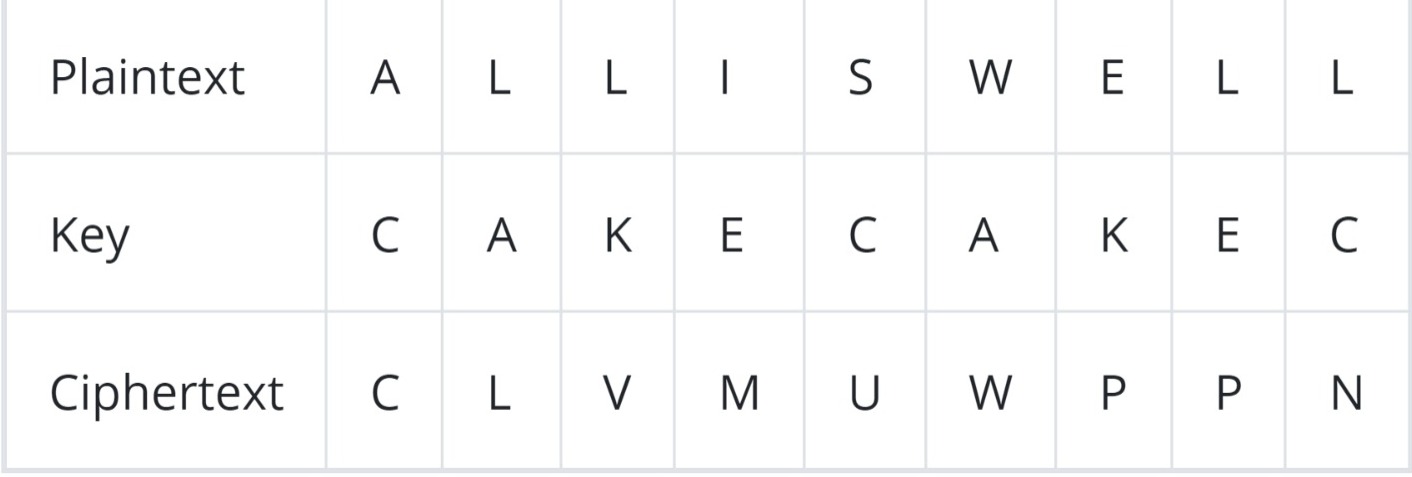 Plaintext A L L I S W E L L
Key C A K E C A K E C
Ciphertext C L V M U W P P N